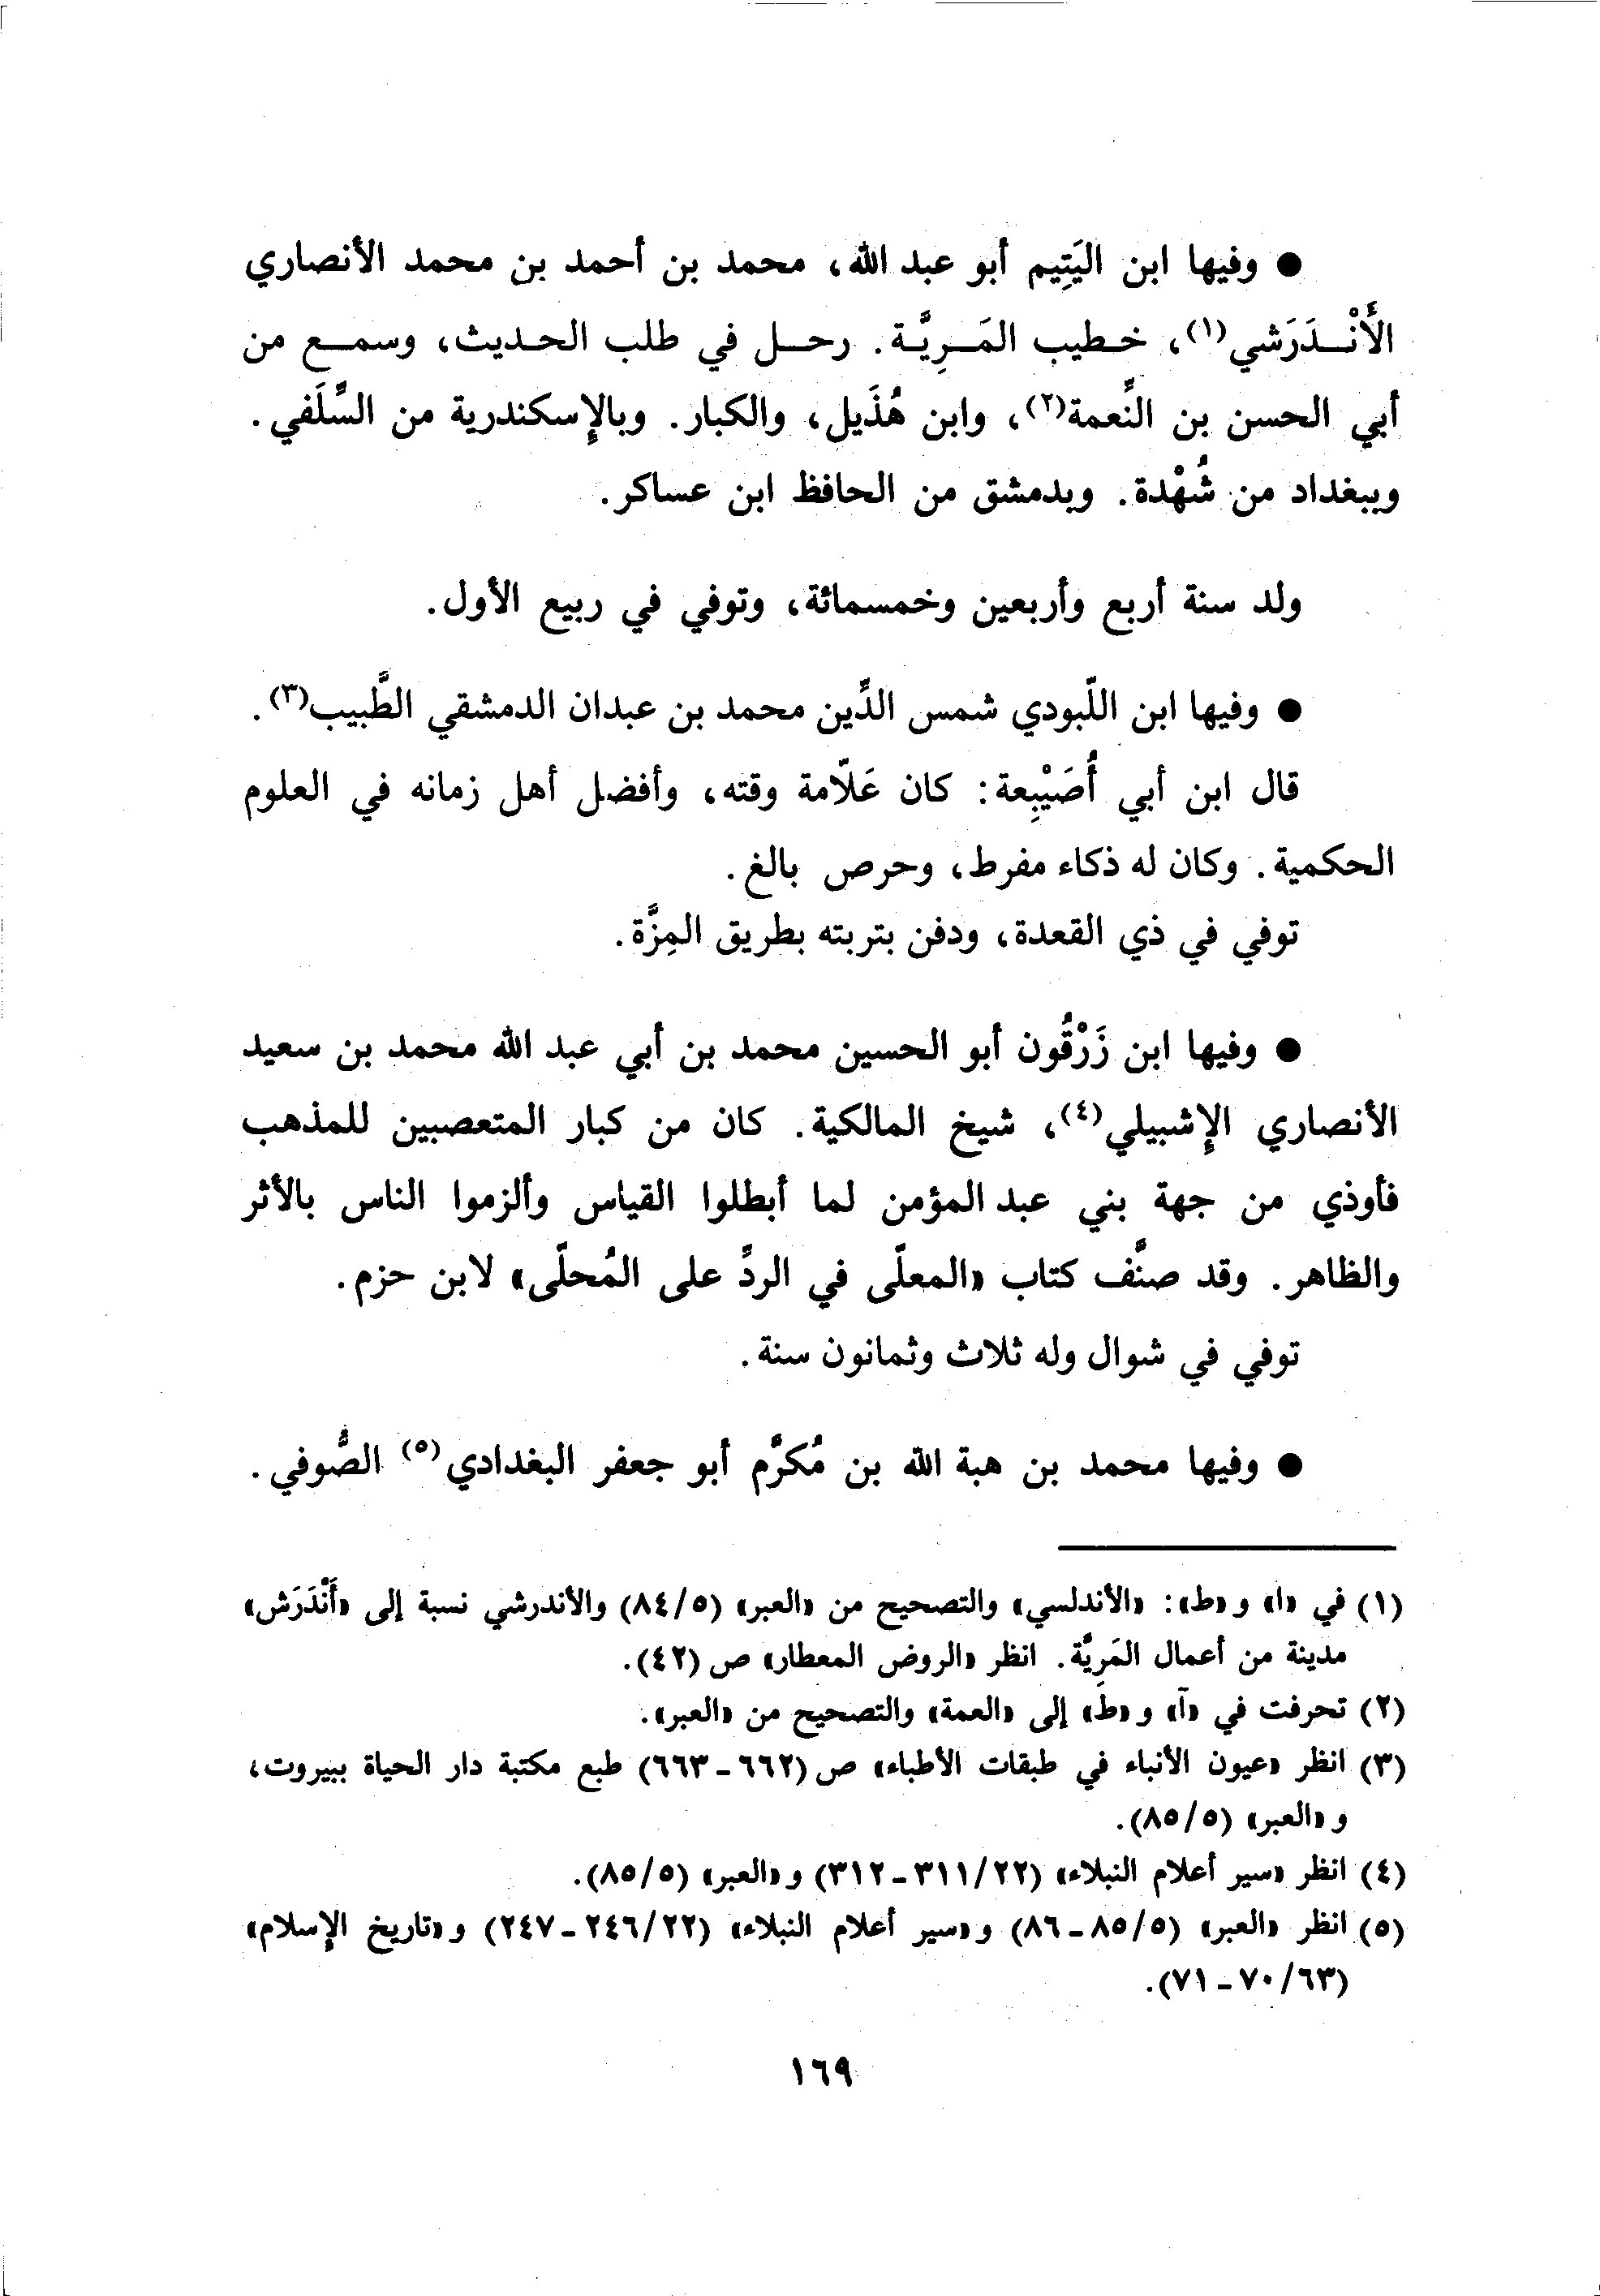 ● وفيها ابن اليَتِيم أبو عبد الله، محمد بن أحمد بن محمد الأنصاري
الأَنْـدَرَشي(١)، خـطيب المَـرِيَّـة. رحـل في طلب الحـديث، وسمـع من
أبي الحسن بن النِّعمة(٢)، وابن هُذَيل، والكبار. وبالإسكندرية من السِّلَفي.
وببغداد من شُهْدة. وبدمشق من الحافظ ابن عساكر.
ولد سنة أربع وأربعين وخمسمائة، وتوفي في ربيع الأول.
● وفيها ابن اللّبودي شمس الدِّين محمد بن عبدان الدمشقي الطَّبيب(٣).
قال ابن أبي أُصَيْبِعة: كان عَلاّمة وقته، وأفضل أهل زمانه في العلوم
الحكمية. وكان له ذكاء مفرط، وحرص بالغ.
توفي في ذي القعدة، ودفن بتربته بطريق المِزَّة.
● وفيها ابن زَرْقُون أبو الحسين محمد بن أبي عبد الله محمد بن سعيد
الأنصاري الإشبيلي(٤)، شيخ المالكية. كان من كبار المتعصبين للمذهب
فأوذي من جهة بني عبد المؤمن لما أبطلوا القياس وألزموا الناس بالأثر
والظاهر. وقد صنَّف كتاب «المعلّى في الردِّ على المُحلّى» لابن حزم.
توفي في شوال وله ثلاث وثمانون سنة.
● وفيها محمد بن هبة الله بن مُكرَّم أبو جعفر البغدادي(٥) الصُّوفي.
(١) في «ا» و«ط»: «الأندلسي» والتصحيح من «العبر» (٨٤/٥) والأندرشي نسبة إلى «أَنْدَرَش»
مدينة من أعمال المَرِيَّة. انظر «الروض المعطار» ص (٤٢).
(٢) تحرفت في «آ» و«ط» إلى «العمة» والتصحيح من «العبر».
(٣) انظر «عيون الأنباء في طبقات الأطباء» ص (٦٦٢ - ٦٦٣) طبع مكتبة دار الحياة ببيروت،
و«العبر» (٨٥/٥).
(٤) انظر «سير أعلام النبلاء» (٣١١/٢٢ - ٣١٢) و«العبر» (٨٥/٥).
(٥) انظر «العبر» (٨٥/٥ - ٨٦) و«سير أعلام النبلاء» (٢٤٦/٢٢ - ٢٤٧) و«تاريخ الإسلام»
(٧٠/٦٣ - ٧١).
١٦٩